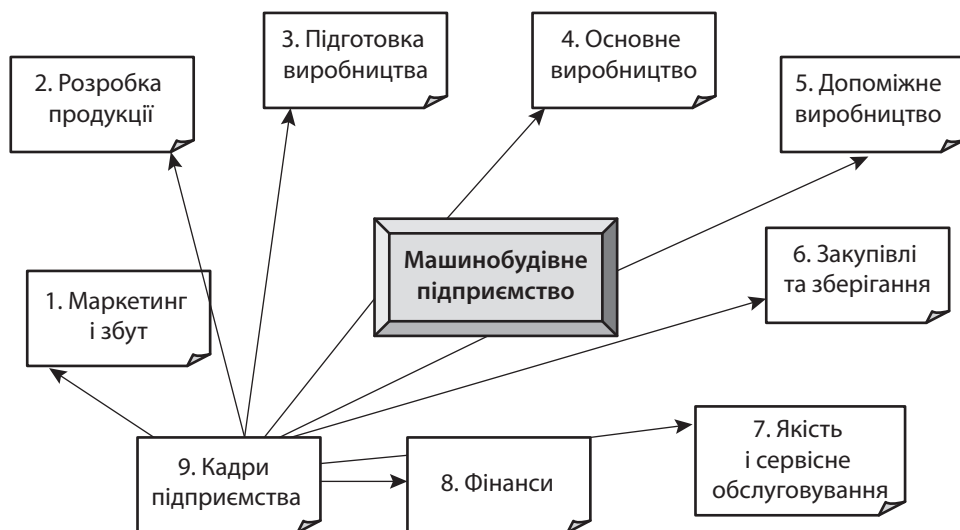 3. Підготовка
виробництва
4. Основне
виробництво
2. Розробка
продукції
5. Допоміжне
виробництво
Машинобудівне
підприємство
6. Закупівлі
та зберігання
1. Маркетинг
і збут
7. Якість
і сервісне
обслуговування
9. Кадри
підприємства
8. Фінанси